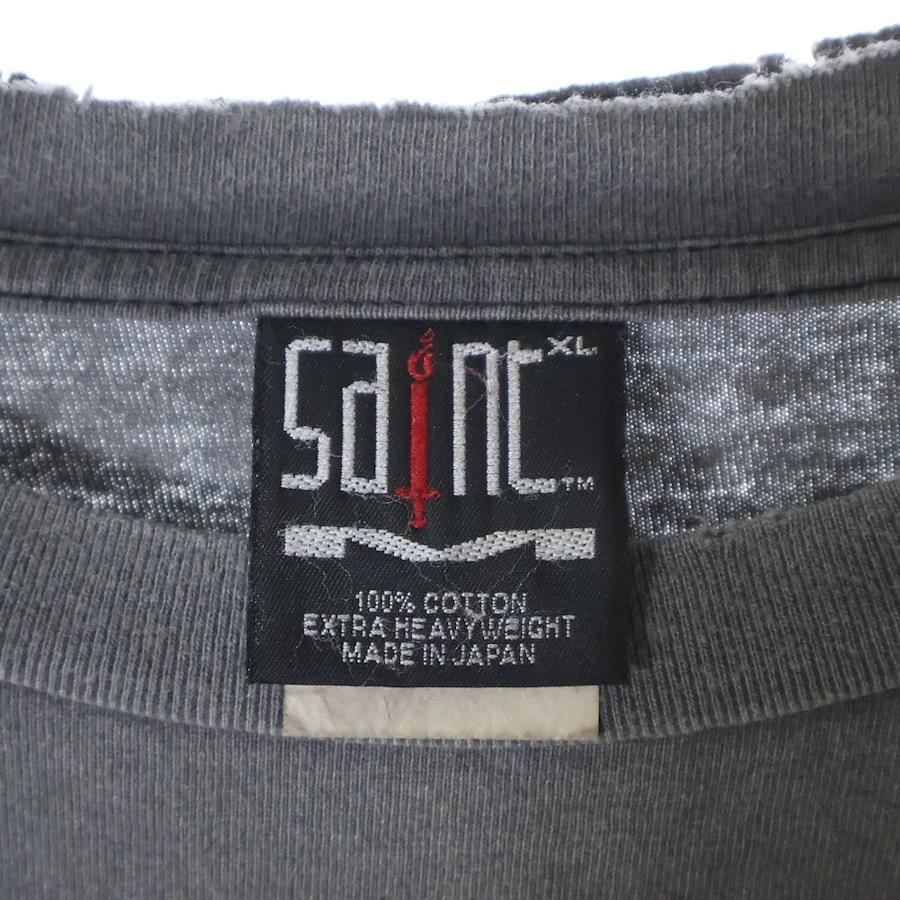 saint XL
TM
100% COTTON
EXTRA HEAVY WEIGHT
MADE IN JAPAN